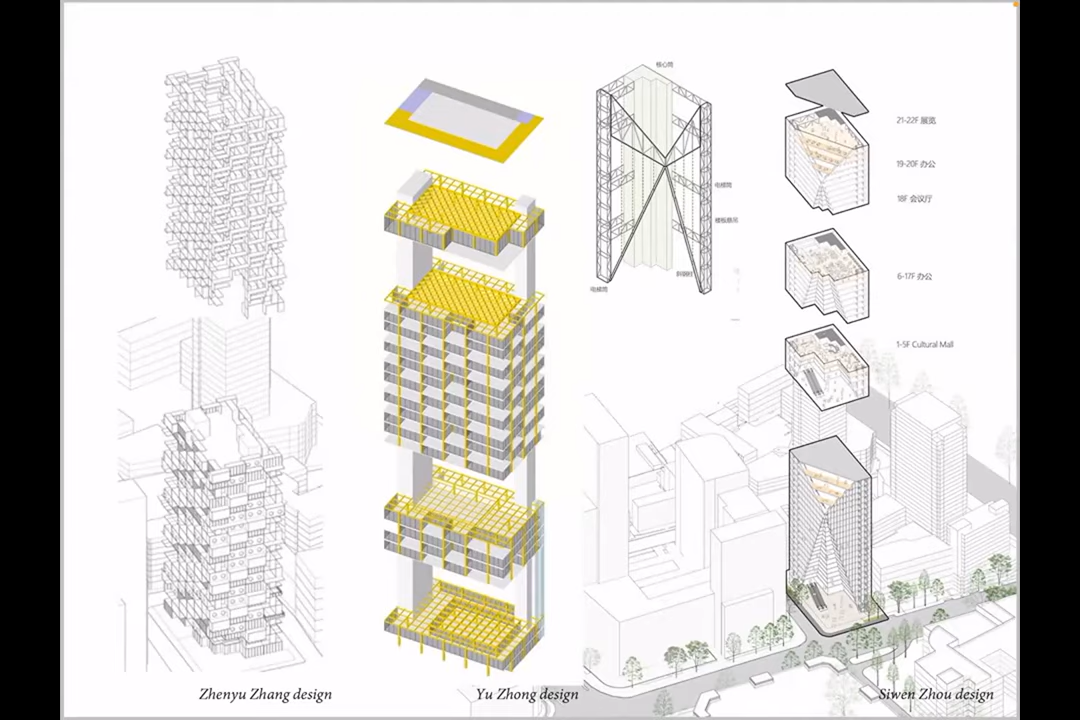 核心筒
电梯筒
楼板悬吊
斜钢柱
电梯筒
21-22F 展览
19-20F 办公
18F 会议厅
6-17F 办公
1-5F Cultural Mall
Zhenyu Zhang design
Yu Zhong design
Siwen Zhou design